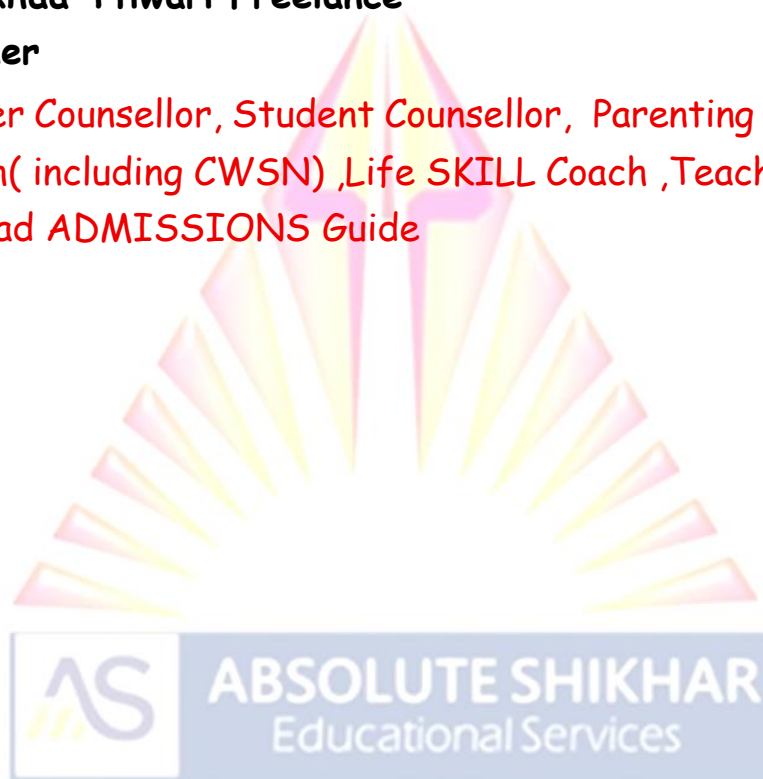 Freelance
er
er Counsellor, Student Counsellor, Parenting
n( including CWSN) ,Life SKILL Coach ,Teach
ad ADMISSIONS Guide
AS
ABSOLUTE SHIKHAR
Educational Services